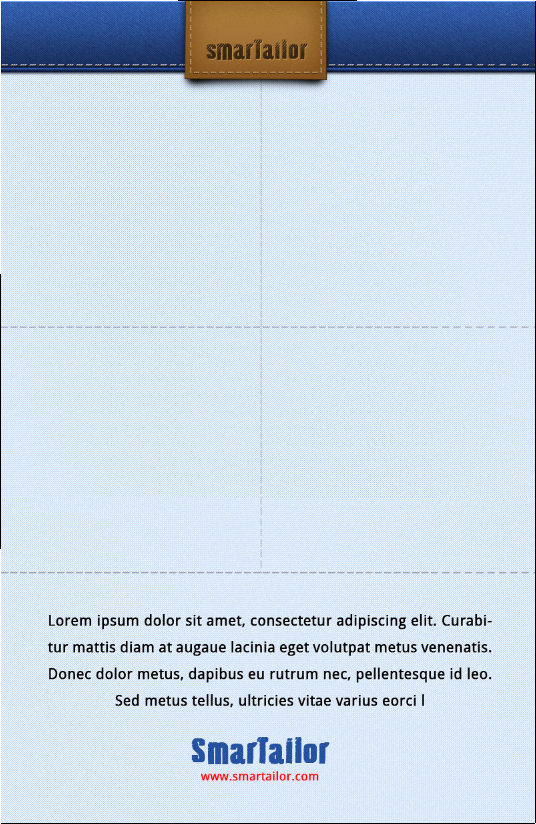 smarTailor
Lorem ipsum dolor sit amet, consectetur adipiscing elit. Curabi-
tur mattis diam at augaue lacinia eget volutpat metus venenatis.
Donec dolor metus, dapibus eu rutrum nec, pellentesque id leo.
Sed metus tellus, ultricies vitae varius eorci l
SmarTailor
www.smartailor.com